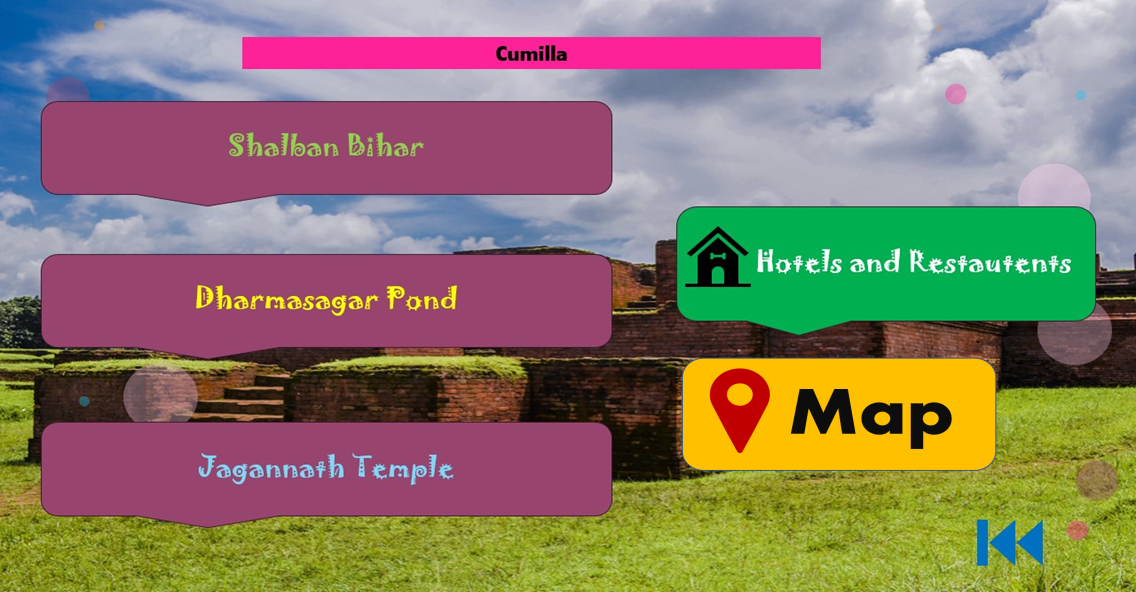 Cumilla
Shalban Bihar
Dharmasagar Pond
Jagannath Temple
Hotels and Restautents
Map